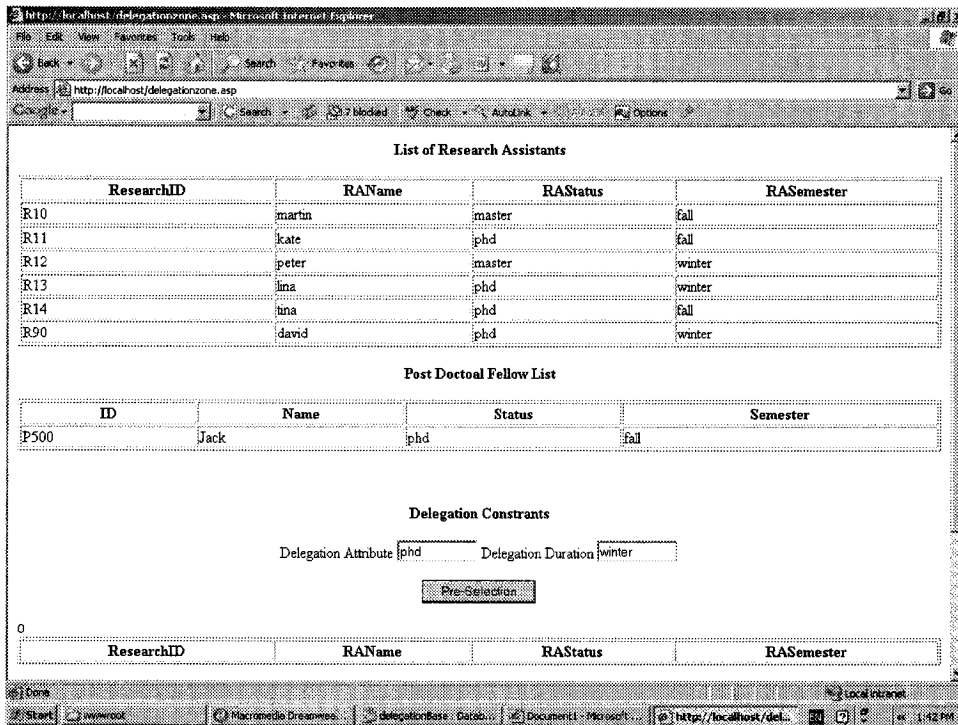 http://localhost/delegationzone.asp - Microsoft Internet Explorer
File Edit View Favorites Tools Help
Back Search Favorites
Address http://localhost/delegationzone.asp Go
Google Search 7 blocked Check AutoLink Options
List of Research Assistants
ResearchID RAName RAStatus RASemester
R10 martin master fall
R11 kate phd fall
R12 peter master winter
R13 lina phd winter
R14 tina phd fall
R90 david phd winter
Post Doctoal Fellow List
ID Name Status Semester
P500 Jack phd fall
Delegation Constrants
Delegation Attribute phd Delegation Duration winter
Pre-Selection
0
ResearchID RAName RAStatus RASemester
Done Local intranet
Start wwwroot Macromedia Dreamwea... delegationBase : Datab... Document1 - Microsoft ... http://localhost/del... 1:42 PM